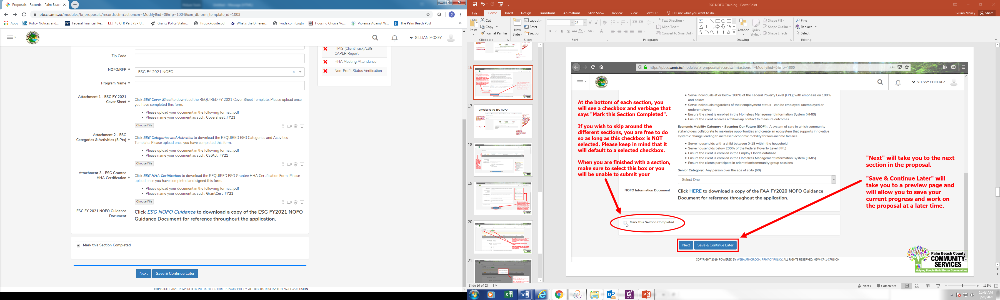 Proposals - Records - Palm Beac
pbcc.samis.io/modules/fx_proposals/records.cfm?actionxm=Modify&id=0&rfp=1004&xm_dbform_template_id=1003
Apps
Policy Notices and...
Federal Financial Re...
45 CFR Part 75 - U...
Grants Policy Statm...
ffrquickguide.pdf
What's the Differen...
lynda.com LogIn
Housing Choice Vo...
Violence Against W...
The Palm Beach Post
GILLIAN MOXEY
HMIS (ClientTrack)/ESG
CAPER Report
HHA Meeting Attendance
Non-Profit Status Verification
Zip Code
NOFO/RFP *
ESG FY 2021 NOFO
Program Name *
Attachment 1 - ESG FY 2021
Cover Sheet *
Click ESG Cover Sheet to download the REQUIRED FY 2021 Cover Sheet Template. Please upload once
you have completed this form.
• Please upload your document in the following format: .pdf
• Please name your document as such: Coversheet_FY21
Choose File
Attachment 2 - ESG
Categories & Activities (5 Pts) *
Click ESG Categories and Activities to download the REQUIRED ESG Categories and Activities
Template. Please upload once you have completed this form.
• Please upload your document in the following format: .pdf
• Please name your document as such: CatAct_FY21
Choose File
Attachment 3 - ESG Grantee
HHA Certification *
Click ESG HHA Certification to download the REQUIRED ESG Grantee HHA Certification Form. Please
upload once you have completed and signed this form.
• Please upload your document in the following format: .pdf
• Please name your document as such: GrantCert_FY21
Choose File
ESG FY 2021 NOFO Guidance
Document
Click ESG NOFO Guidance to download a copy of the ESG FY2021 NOFO
Guidance Document for reference throughout the application.
Mark this Section Completed
Next
Save & Continue Later
COPYRIGHT 2020. POWERED BY WEBAUTHOR.COM. PRIVACY POLICY. ALL RIGHTS RESERVED. NEW-CF-2-CFUSION
ESG NOFO Training - PowerPoint
File
Home
Insert
Design
Transitions
Animations
Slide Show
Review
View
Foxit PDF
Tell me what you want to do...
Gillian Moxey
Share
Paste
Cut
Copy
Format Painter
Clipboard
New
Slide
Layout
Reset
Section
Slides
28
Font
Text Direction
Align Text
Convert to SmartArt
Paragraph
Arrange
Quick
Styles
Shape Fill
Shape Outline
Shape Effects
Drawing
Find
Replace
Select
Editing
16
17
Completing the ESG NOFO
18
19
20
21
https://pbcc.samis.io/modules/fx_proposals/records.cfm?actionxm=Modify&id=0&rfp=1000
STESSY COCEREZ
At the bottom of each section, you
will see a checkbox and verbiage that
says "Mark this Section Completed".
If you wish to skip around the
different sections, you are free to do
so as long as this checkbox is NOT
selected. Please keep in mind that it
will default to a selected checkbox.
When you are finished with a section,
make sure to select this box or you
will be unable to submit your
• Serve individuals at or below 100% of the Federal Poverty Level (FPL); with emphasis on 100%
and below
• Serve individuals regardless of their employment status - can be employed, unemployed or
underemployed
• Ensure the client is enrolled in the Homeless Management Information System (HMIS)
• Ensure the client receives a follow-up contact to measure outcomes
Economic Mobility Category - Securing Our Future (SOFI): A system of care in which community
stakeholders collaborate to maximize opportunities and create an ecosystem that supports innovative
systemic change leading to increased economic mobility for low-income families.
• Serve households with a child between 0-18 within the household
• Serve households below 200% of the Federal Poverty Level (FPL)
• Ensure the client is enrolled in the Employ Florida database
• Ensure the client is enrolled in the Homeless Management Information System (HMIS)
• Ensure the clients participate in orientation/community group sessions
Senior Category: Any person over the age of sixty (60)
Select One
NOFO Information Document
Click HERE to download a copy of the FAA FY2020 NOFO Guidance
Document for reference throughout the application.
Mark this Section Completed
Next
Save & Continue Later
"Next" will take you to the next
section in the proposal.
"Save & Continue Later" will
take you to a preview page and
will allow you to save your
current progress and work on
the proposal at a later time.
COPYRIGHT 2019. POWERED BY WEBAUTHOR.COM. PRIVACY POLICY. ALL RIGHTS RESERVED. NEW-CF-1-CFUSION
Palm Beach County
COMMUNITY
SERVICES
Helping People Build Better Communities
Slide 16 of 23
Notes
Comments
115%
10:43 AM
3/20/2020